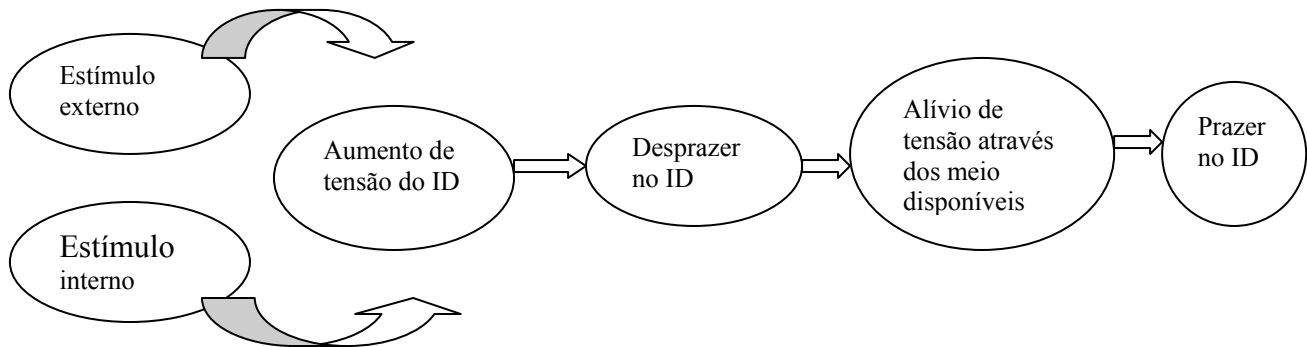 Estímulo
externo
Estímulo
interno
Aumento de
tensão do ID
Desprazer
no ID
Alívio de
tensão através
dos meio
disponíveis
Prazer
no ID